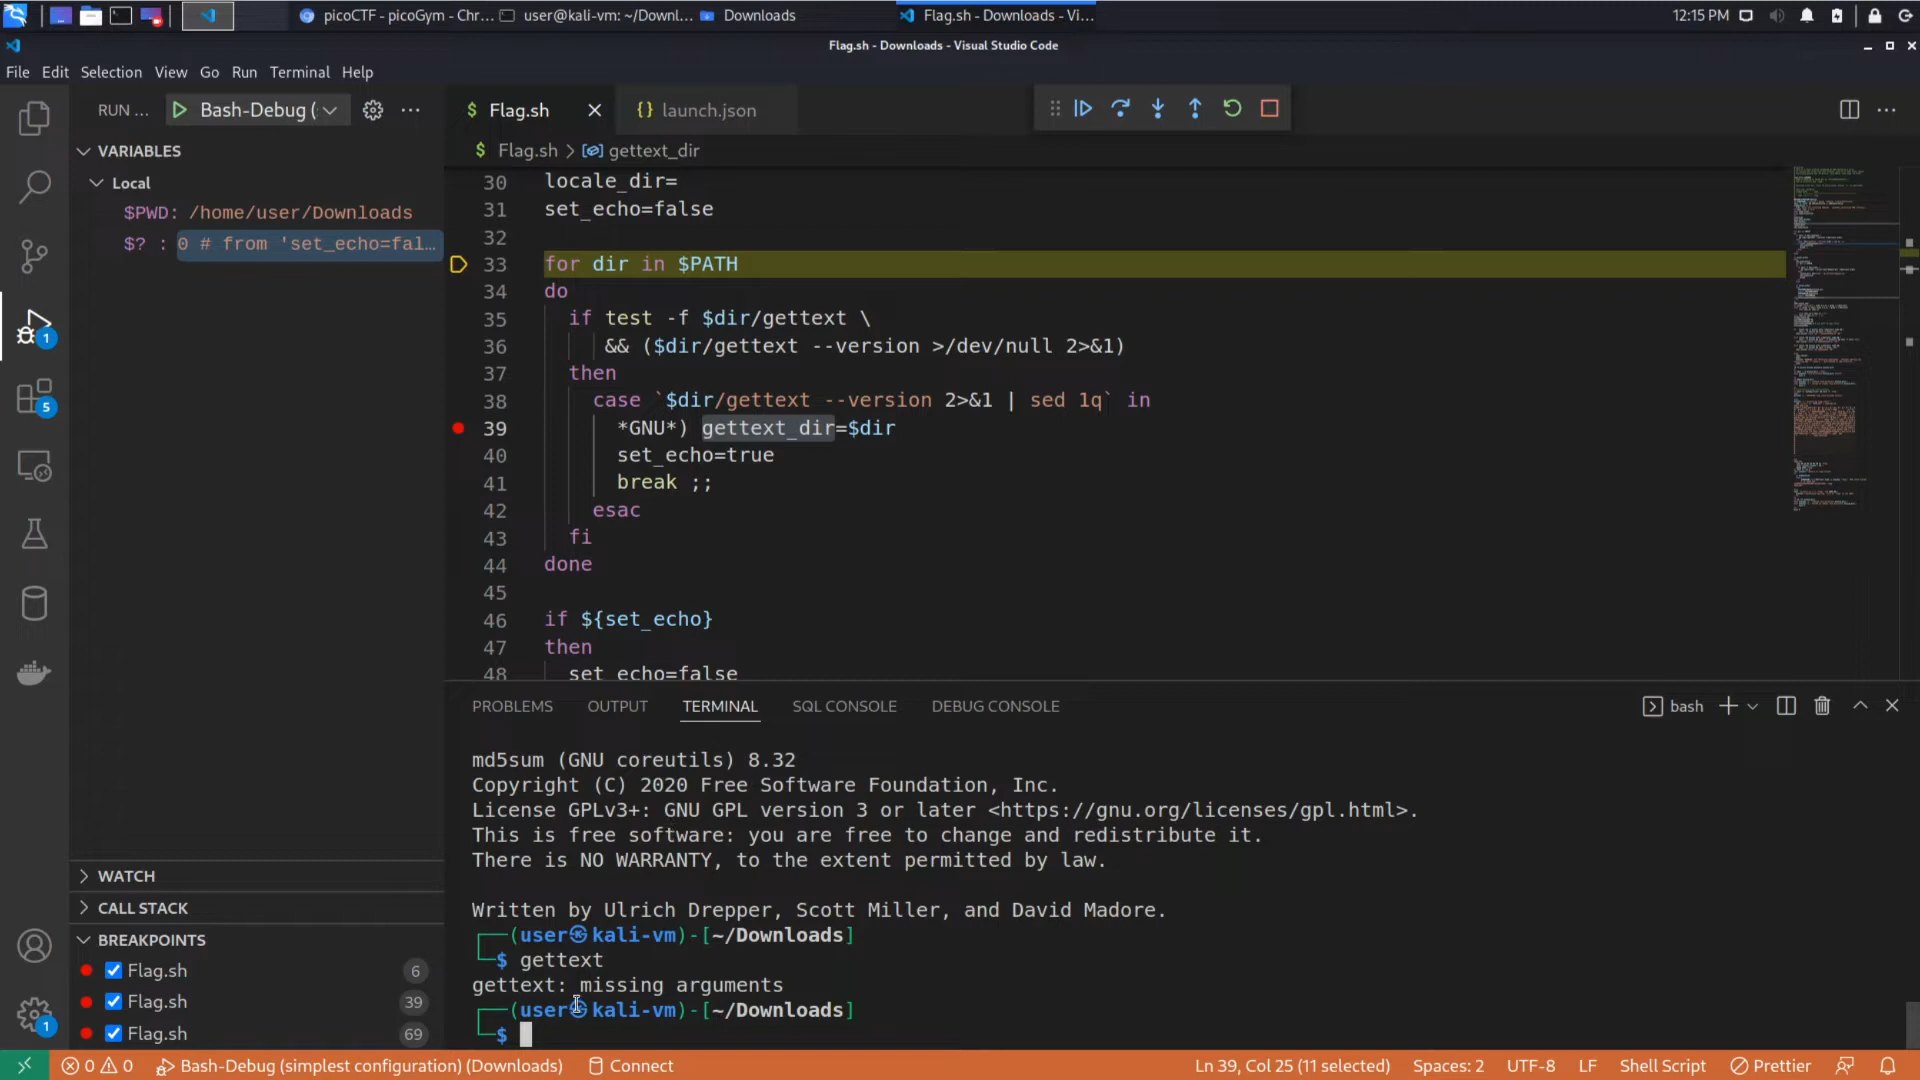 picoCTF - picoGym - Chr...
user@kali-vm: ~/Downl...
Downloads
Flag.sh - Downloads - Vi...
12:15 PM
Flag.sh - Downloads - Visual Studio Code
File Edit Selection View Go Run Terminal Help
RUN ...
Bash-Debug (
$ Flag.sh
{} launch.json
VARIABLES
$ Flag.sh > gettext_dir
Local
$PWD: /home/user/Downloads
$? : 0 # from 'set_echo=fal...
30 locale_dir=
31 set_echo=false
32
33 for dir in $PATH
34 do
35 if test -f $dir/gettext \
36 && ($dir/gettext --version >/dev/null 2>&1)
37 then
38 case `$dir/gettext --version 2>&1 | sed 1q` in
39 *GNU*) gettext_dir=$dir
40 set_echo=true
41 break ;;
42 esac
43 fi
44 done
45
46 if ${set_echo}
47 then
48 set_echo=false
1
5
1
WATCH
CALL STACK
BREAKPOINTS
Flag.sh 6
Flag.sh 39
Flag.sh 69
PROBLEMS OUTPUT TERMINAL SQL CONSOLE DEBUG CONSOLE
bash
md5sum (GNU coreutils) 8.32
Copyright (C) 2020 Free Software Foundation, Inc.
License GPLv3+: GNU GPL version 3 or later <https://gnu.org/licenses/gpl.html>.
This is free software: you are free to change and redistribute it.
There is NO WARRANTY, to the extent permitted by law.
Written by Ulrich Drepper, Scott Miller, and David Madore.
┌──(user㉿kali-vm)-[~/Downloads]
└─$ gettext
gettext: missing arguments
┌──(user㉿kali-vm)-[~/Downloads]
└─$
0 0
Bash-Debug (simplest configuration) (Downloads)
Connect
Ln 39, Col 25 (11 selected)
Spaces: 2
UTF-8
LF
Shell Script
Prettier